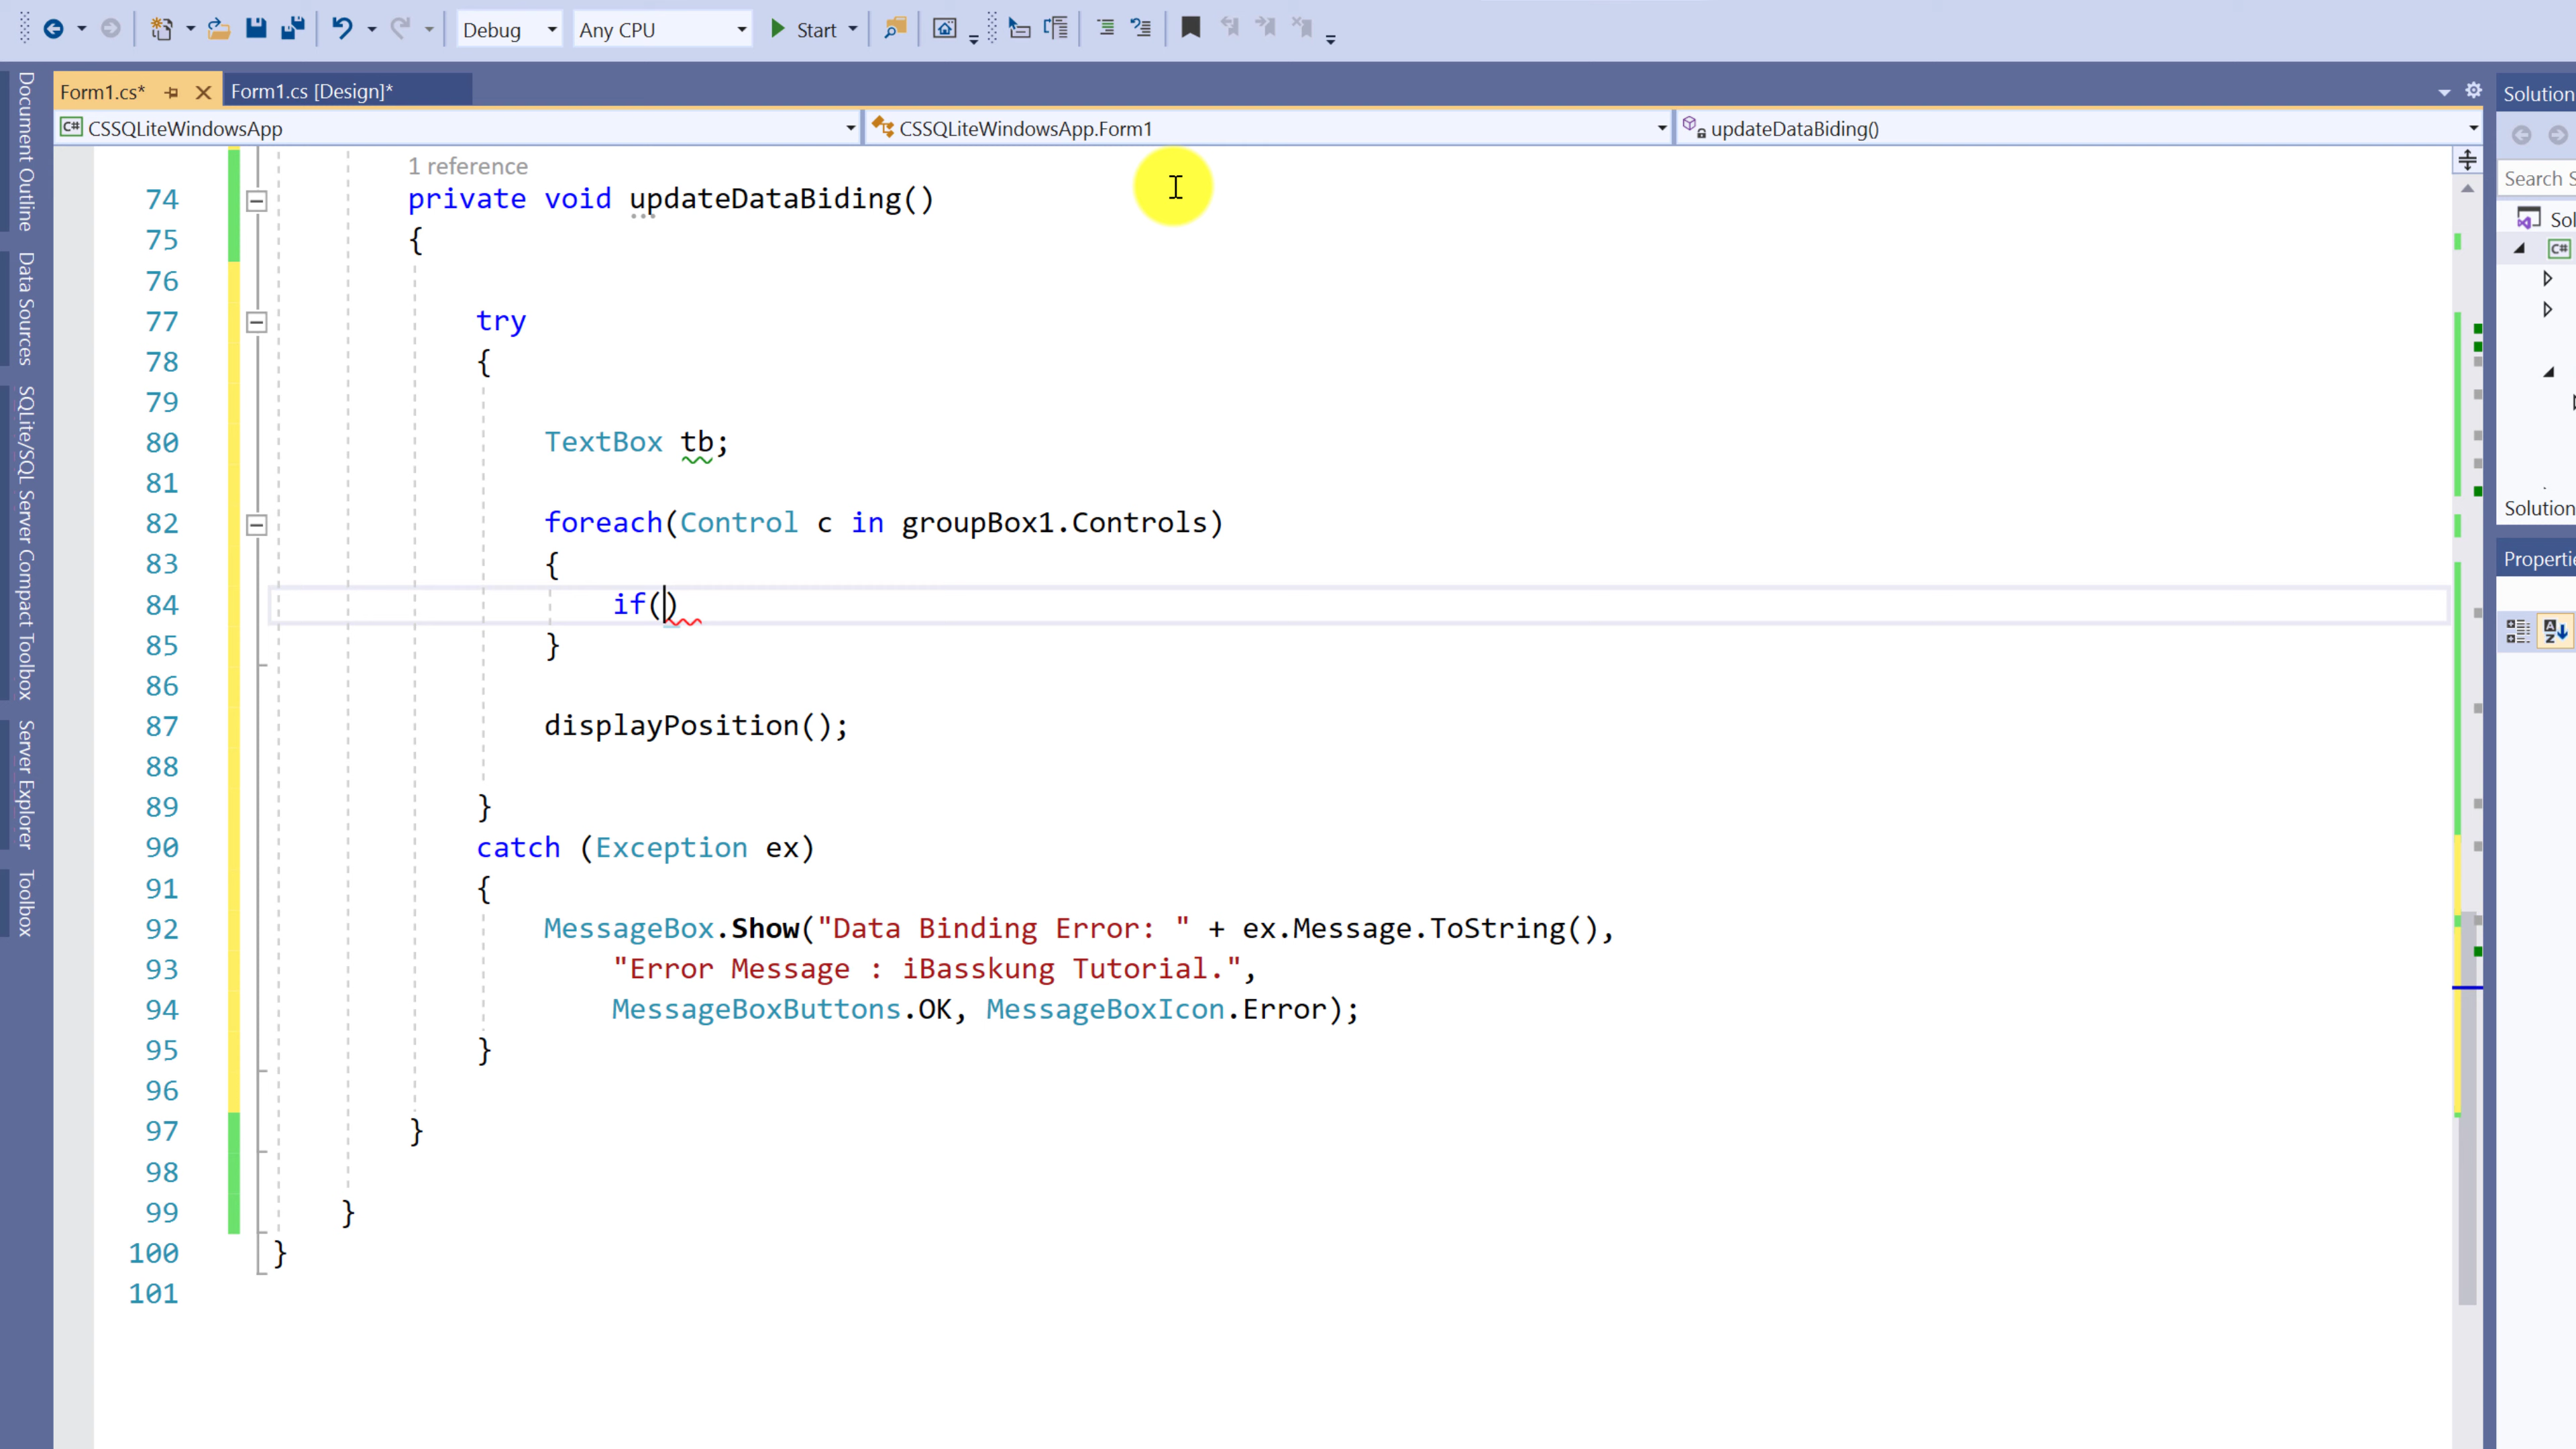 Debug Any CPU Start
Form1.cs* Form1.cs [Design]*
CSSQLiteWindowsApp CSSQLiteWindowsApp.Form1 updateDataBiding()
Document Outline
Data Sources
SQLite/SQL Server Compact Toolbox
Server Explorer
Toolbox
1 reference
74 private void updateDataBiding()
75 {
76
77 try
78 {
79
80 TextBox tb;
81
82 foreach(Control c in groupBox1.Controls)
83 {
84 if()
85 }
86
87 displayPosition();
88
89 }
90 catch (Exception ex)
91 {
92 MessageBox.Show("Data Binding Error: " + ex.Message.ToString(),
93 "Error Message : iBasskung Tutorial.",
94 MessageBoxButtons.OK, MessageBoxIcon.Error);
95 }
96
97 }
98
99 }
100 }
101
Solution
Search S
Sol
C#
Solution
Properti